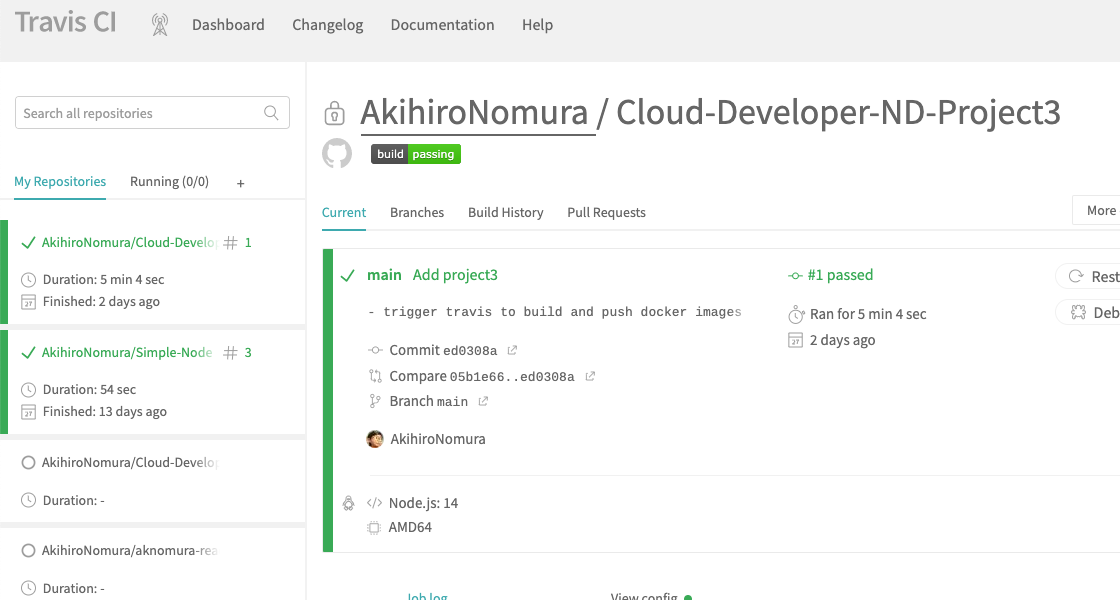 Travis CI
Dashboard Changelog Documentation Help
Search all repositories
My Repositories Running (0/0) +
AkihiroNomura/Cloud-Develo # 1
Duration: 5 min 4 sec
Finished: 2 days ago
AkihiroNomura/Simple-Node # 3
Duration: 54 sec
27 Finished: 13 days ago
AkihiroNomura/Cloud-Develo
Duration: -
AkihiroNomura/aknomura-rea
Duration: -
AkihiroNomura / Cloud-Developer-ND-Project3
build passing
Current Branches Build History Pull Requests More
main Add project3
- trigger travis to build and push docker images
Commit ed0308a
Compare 05b1e66..ed0308a
Branch main
AkihiroNomura
#1 passed
Ran for 5 min 4 sec
27 2 days ago
Rest
Deb
Node.js: 14
AMD64
Job log View config